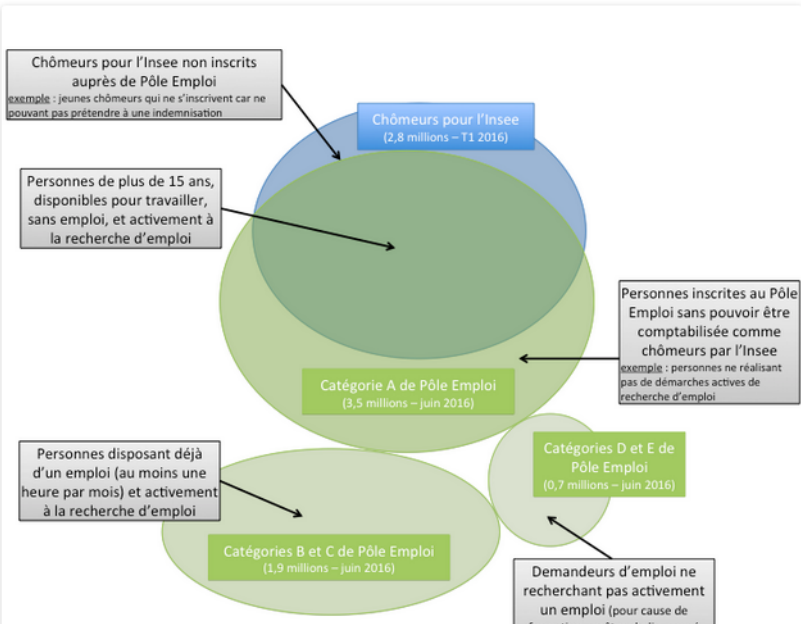 Chômeurs pour l’Insee non inscrits
auprès de Pôle Emploi
exemple : jeunes chômeurs qui ne s’inscrivent car ne
pouvant pas prétendre à une indemnisation
Chômeurs pour l’Insee
(2,8 millions – T1 2016)
Personnes de plus de 15 ans,
disponibles pour travailler,
sans emploi, et activement à
la recherche d’emploi
Personnes inscrites au Pôle
Emploi sans pouvoir être
comptabilisée comme
chômeurs par l’Insee
exemple : personnes ne réalisant
pas de démarches actives de
recherche d’emploi
Catégorie A de Pôle Emploi
(3,5 millions – juin 2016)
Personnes disposant déjà
d’un emploi (au moins une
heure par mois) et activement
à la recherche d’emploi
Catégories D et E de
Pôle Emploi
(0,7 millions – juin 2016)
Catégories B et C de Pôle Emploi
(1,9 millions – juin 2016)
Demandeurs d’emploi ne
recherchant pas activement
un emploi (pour cause de